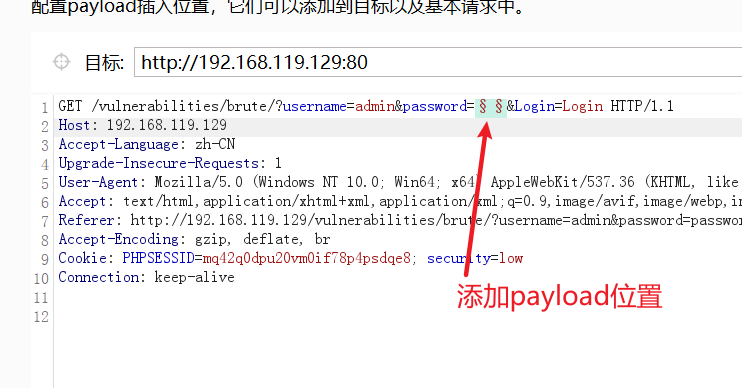 配置payload插入位置，它们可以添加到目标以及基本请求中。
目标: http://192.168.119.129:80
1 GET /vulnerabilities/brute/?username=admin&password=§ §&Login=Login HTTP/1.1
2 Host: 192.168.119.129
3 Accept-Language: zh-CN
4 Upgrade-Insecure-Requests: 1
5 User-Agent: Mozilla/5.0 (Windows NT 10.0; Win64; x64) AppleWebKit/537.36 (KHTML, like
6 Accept: text/html,application/xhtml+xml,application/xml;q=0.9,image/avif,image/webp,i
7 Referer: http://192.168.119.129/vulnerabilities/brute/?username=admin&password=passwo
8 Accept-Encoding: gzip, deflate, br
9 Cookie: PHPSESSID=mq42q0dpu20vm0if78p4psdqe8; security=low
10 Connection: keep-alive
11
12
添加payload位置